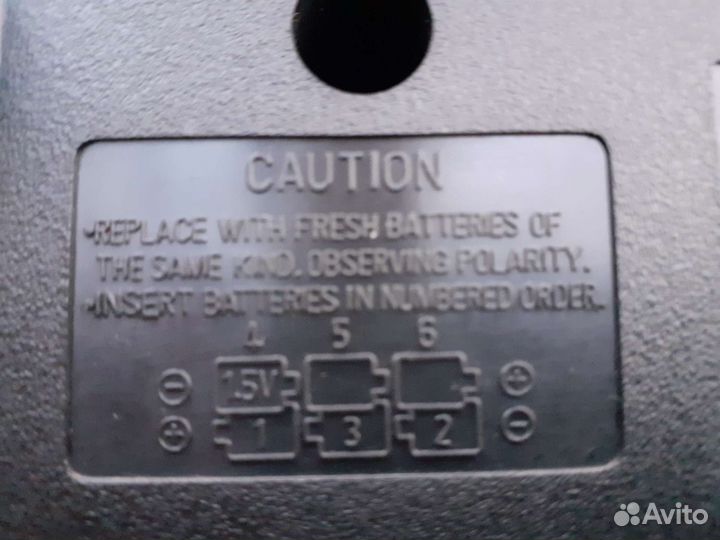 CAUTION
•REPLACE WITH FRESH BATTERIES OF
THE SAME KIND. OBSERVING POLARITY.
•INSERT BATTERIES IN NUMBERED ORDER.
4 5 6
⊖ 1.5V ⊕
⊕ 1 3 2 ⊖
Avito